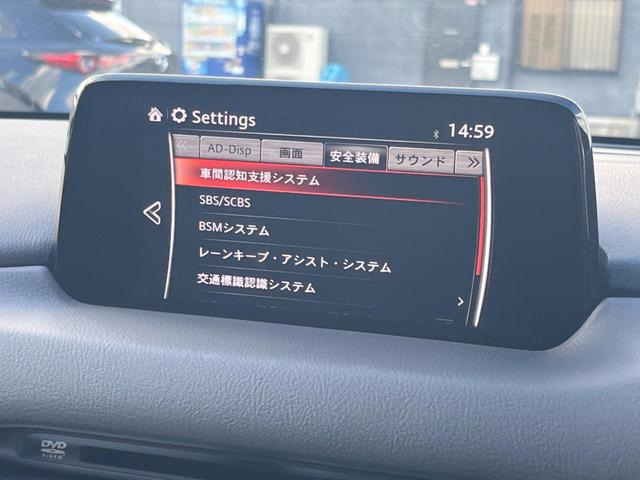 Settings
14:59
AD-Disp
画面
安全装備
サウンド
車間認知支援システム
SBS/SCBS
BSMシステム
レーンキープ・アシスト・システム
交通標識認識システム
DVD
VIDEO